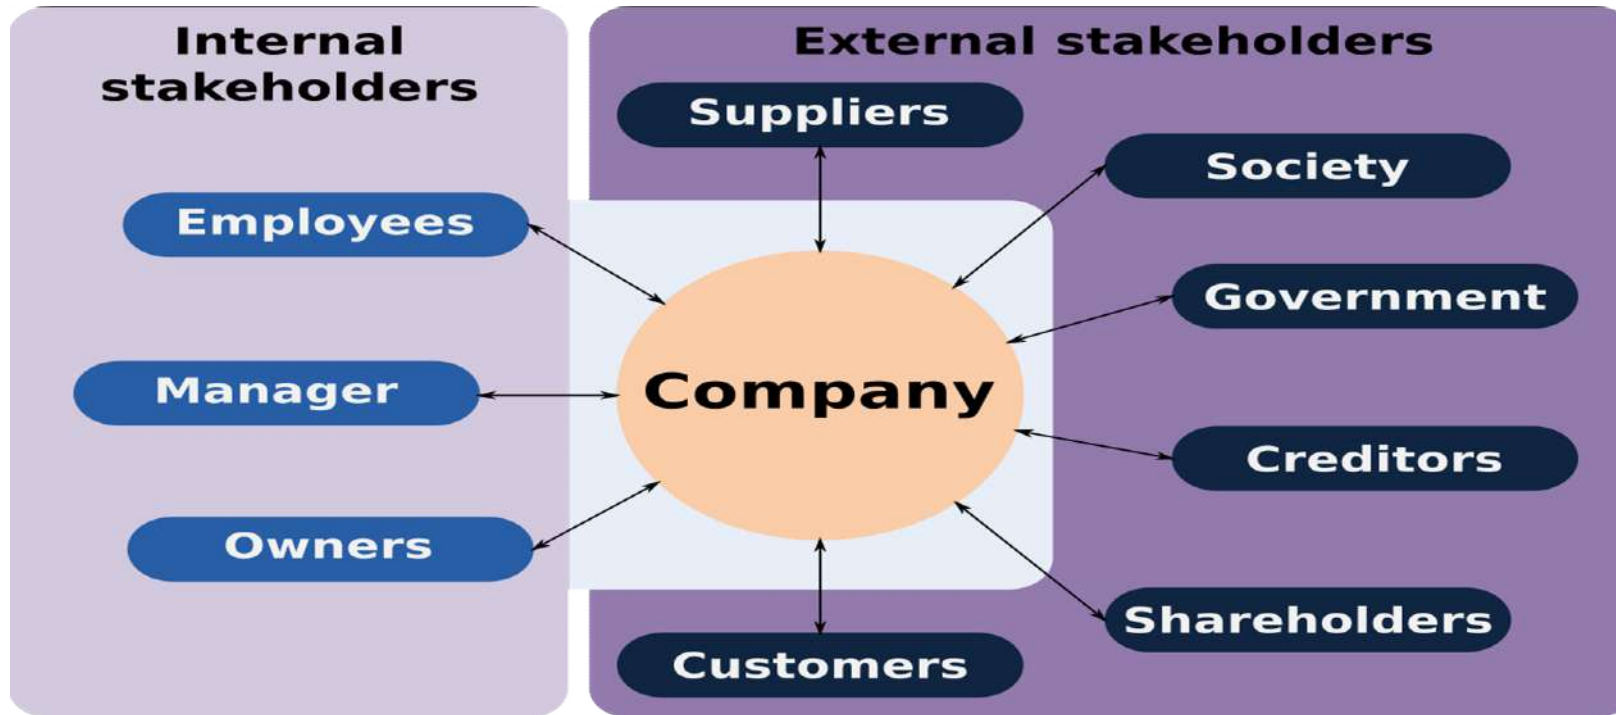 Internal
stakeholders
Employees
Manager
Owners
Company
External stakeholders
Suppliers
Society
Government
Creditors
Shareholders
Customers